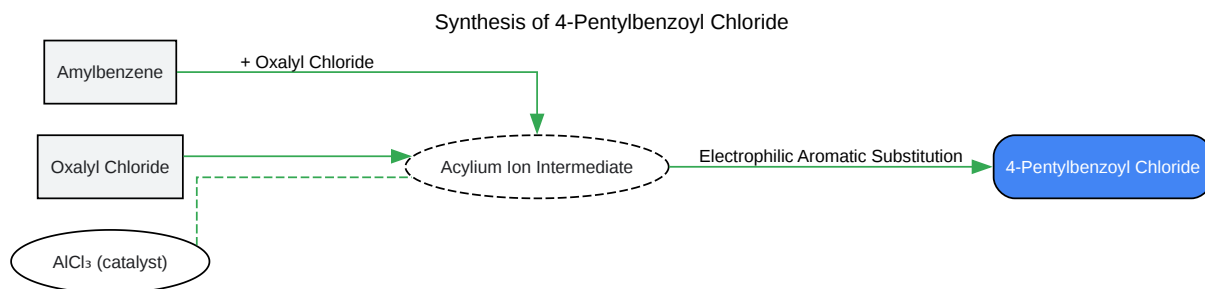 Synthesis of 4-Pentylbenzoyl Chloride
Amylbenzene
+ Oxalyl Chloride
Oxalyl Chloride
Acylium Ion Intermediate
Electrophilic Aromatic Substitution
4-Pentylbenzoyl Chloride
AlCl₃ (catalyst)